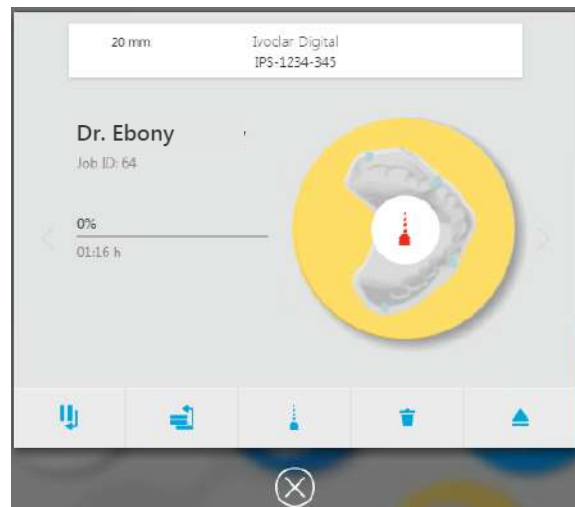 20 mm
Ivoclar Digital
IPS-1234-345
Dr. Ebony
Job ID: 64
0%
01:16 h